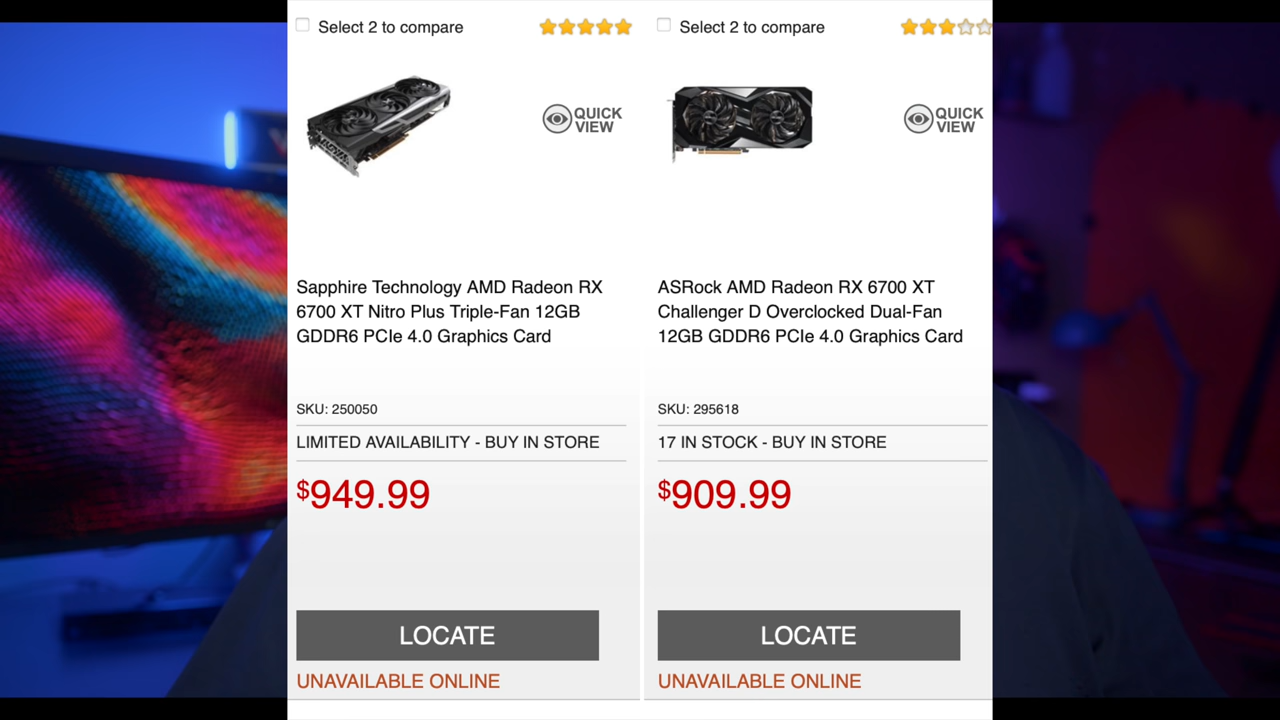 Select 2 to compare
QUICK
VIEW
Sapphire Technology AMD Radeon RX
6700 XT Nitro Plus Triple-Fan 12GB
GDDR6 PCIe 4.0 Graphics Card
SKU: 250050
LIMITED AVAILABILITY - BUY IN STORE
$949.99
LOCATE
UNAVAILABLE ONLINE
Select 2 to compare
QUICK
VIEW
ASRock AMD Radeon RX 6700 XT
Challenger D Overclocked Dual-Fan
12GB GDDR6 PCIe 4.0 Graphics Card
SKU: 295618
17 IN STOCK - BUY IN STORE
$909.99
LOCATE
UNAVAILABLE ONLINE